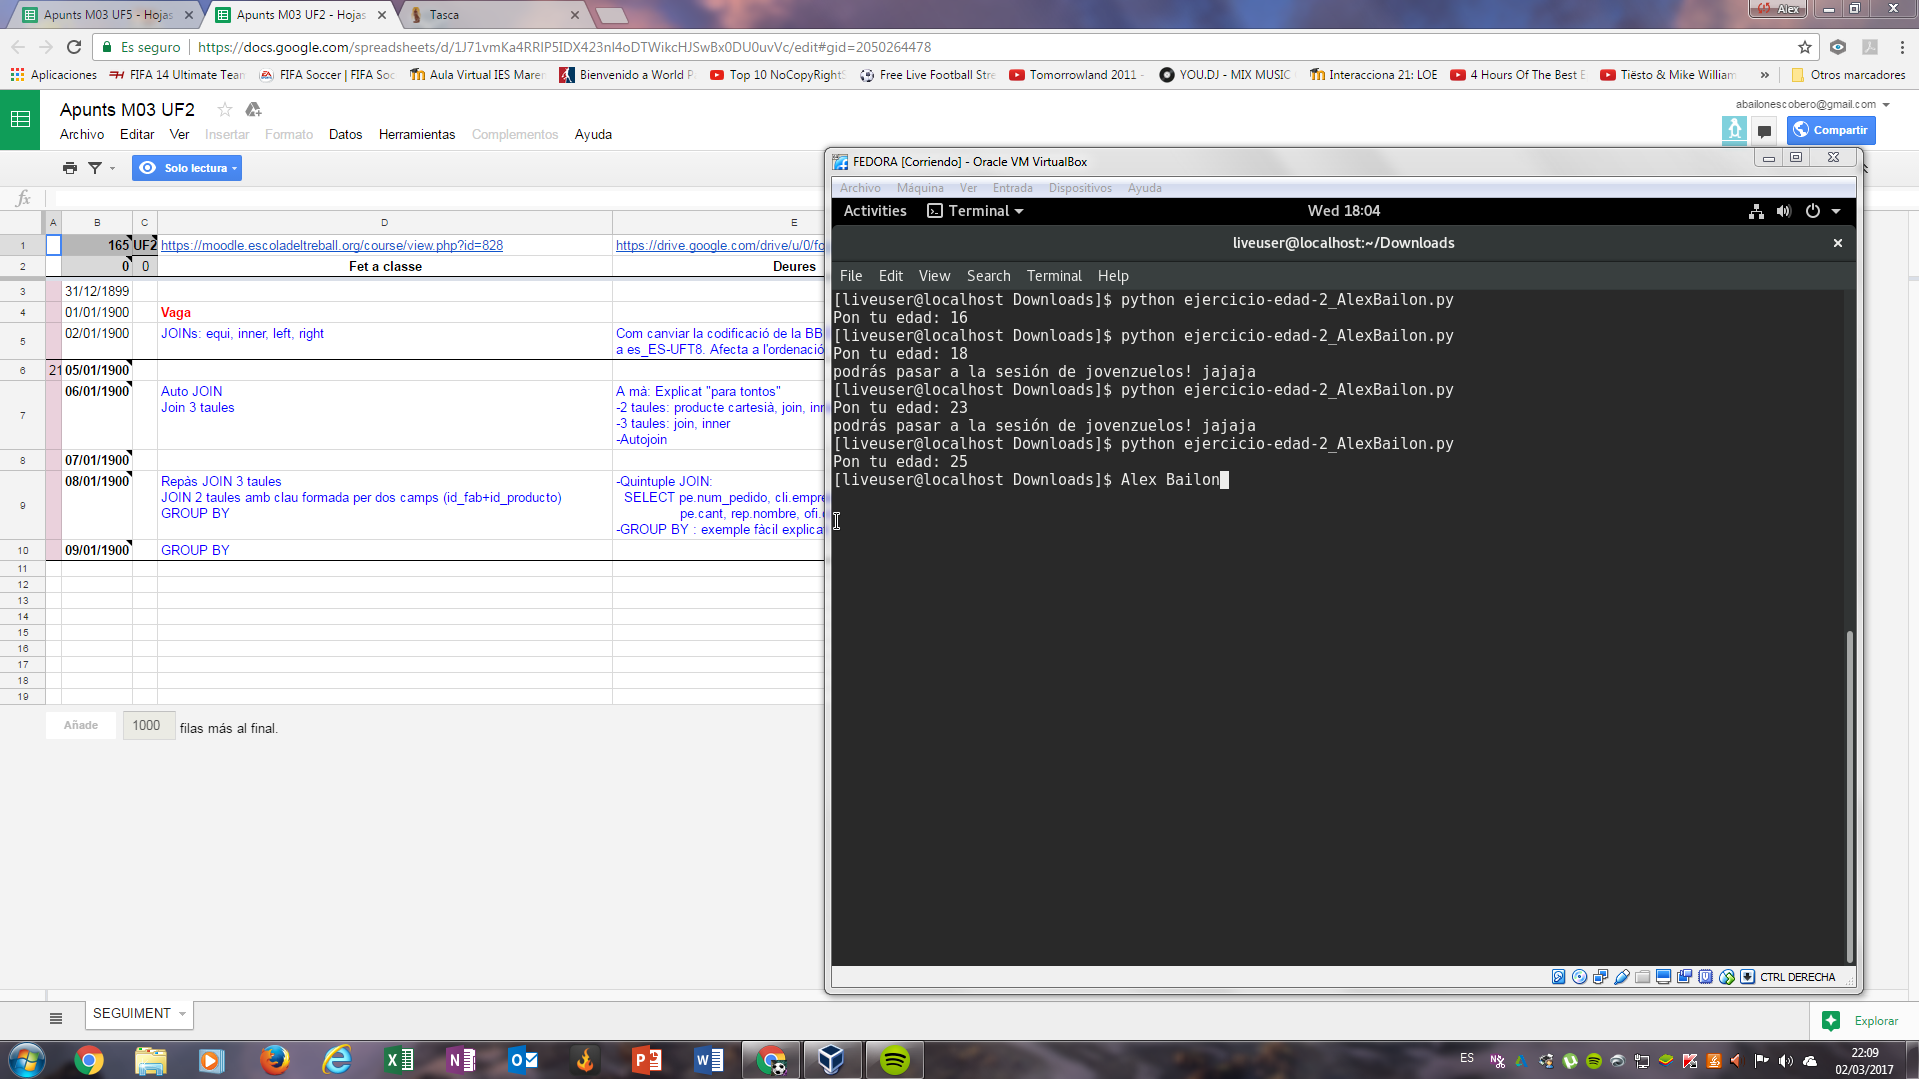 Apunts M03 UF5 - Hojas
Apunts M03 UF2 - Hojas
Tasca
Alex
Es seguro
https://docs.google.com/spreadsheets/d/1J71vmKa4RRlP5IDX423nl4oDTWikcHJSwBx0DU0uvVc/edit#gid=2050264478
Aplicaciones
FIFA 14 Ultimate Tean
FIFA Soccer | FIFA Soc
Aula Virtual IES Marer
Bienvenido a World P
Top 10 NoCopyRight
Free Live Football Stre
Tomorrowland 2011 -
YOU.DJ - MIX MUSIC
Interacciona 21: LOE
4 Hours Of The Best E
Tiësto & Mike William
»
Otros marcadores
Apunts M03 UF2
abailonescobero@gmail.com
Archivo Editar Ver Insertar Formato Datos Herramientas Complementos Ayuda
Compartir
Solo lectura
fx
A B C D E
1 165 UF2 https://moodle.escoladeltreball.org/course/view.php?id=828 https://drive.google.com/drive/u/0/fo
2 0 0 Fet a classe Deures
3 31/12/1899
4 01/01/1900 Vaga
5 02/01/1900 JOINs: equi, inner, left, right Com canviar la codificació de la BB
a es_ES-UFT8. Afecta a l'ordenació
6 21 05/01/1900
7 06/01/1900 Auto JOIN
Join 3 taules
A mà: Explicat "para tontos"
-2 taules: producte cartesià, join, inr
-3 taules: join, inner
-Autojoin
8 07/01/1900
9 08/01/1900 Repàs JOIN 3 taules
JOIN 2 taules amb clau formada per dos camps (id_fab+id_producto)
GROUP BY
-Quintuple JOIN:
SELECT pe.num_pedido, cli.empre
pe.cant, rep.nombre, ofi.c
-GROUP BY : exemple fàcil explica
10 09/01/1900 GROUP BY
11
12
13
14
15
16
17
18
19
Añade 1000 filas más al final.
SEGUIMENT
Explorar
FEDORA [Corriendo] - Oracle VM VirtualBox
Archivo Máquina Ver Entrada Dispositivos Ayuda
Activities Terminal Wed 18:04
liveuser@localhost:~/Downloads
File Edit View Search Terminal Help
[liveuser@localhost Downloads]$ python ejercicio-edad-2_AlexBailon.py
Pon tu edad: 16
[liveuser@localhost Downloads]$ python ejercicio-edad-2_AlexBailon.py
Pon tu edad: 18
podrás pasar a la sesión de jovenzuelos! jajaja
[liveuser@localhost Downloads]$ python ejercicio-edad-2_AlexBailon.py
Pon tu edad: 23
podrás pasar a la sesión de jovenzuelos! jajaja
[liveuser@localhost Downloads]$ python ejercicio-edad-2_AlexBailon.py
Pon tu edad: 25
[liveuser@localhost Downloads]$ Alex Bailon
CTRL DERECHA
ES
22:09
02/03/2017